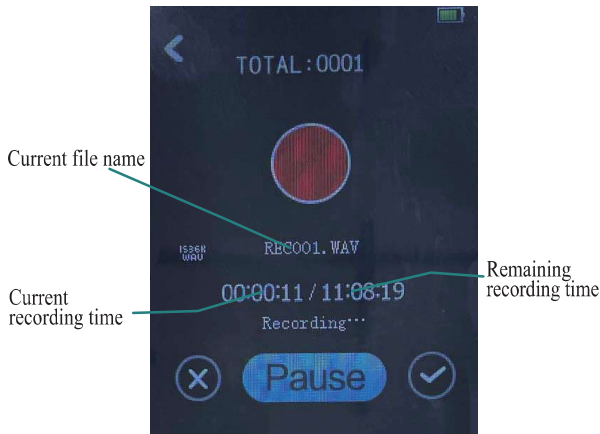 TOTAL:0001
Current file name
1536K
WAV
REC001.WAV
Current
recording time
00:00:11/11:08:19
Remaining
recording time
Recording...
Pause